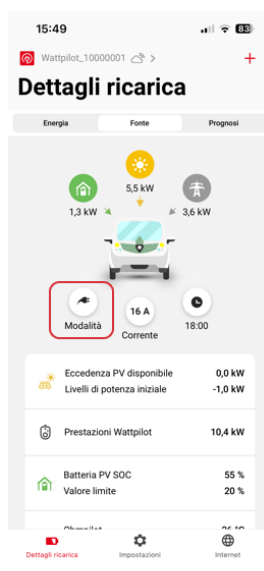 15:49
83
Wattpilot_10000001
Dettagli ricarica
Energia Fonte Prognosi
5,5 kW
1,3 kW 3,6 kW
16 A
Modalità 18:00
Corrente
Eccedenza PV disponibile 0,0 kW
Livelli di potenza iniziale -1,0 kW
Prestazioni Wattpilot 10,4 kW
Batteria PV SOC 55 %
Valore limite 20 %
Ohmpilot 26 °C
Dettagli ricarica Impostazioni Internet